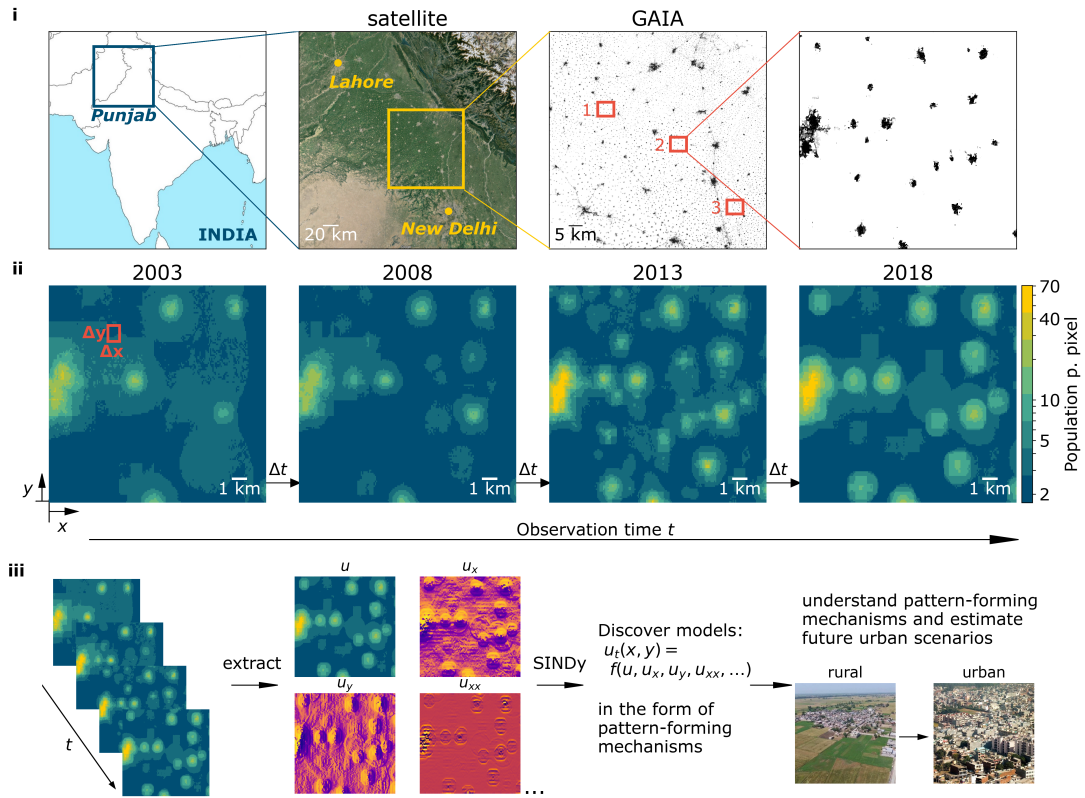 i
satellite
GAIA
Punjab
INDIA
Lahore
New Delhi
20 km
1
2
3
5 km
ii
2003
2008
2013
2018
Δy
Δx
1 km
1 km
1 km
1 km
Δt
Δt
Δt
y
x
Observation time t
70
40
20
10
5
2
Population p. pixel
iii
t
extract
u
u_x
u_y
u_xx
...
SINDy
Discover models:
u_t(x, y) =
f(u, u_x, u_y, u_xx, ...)
in the form of
pattern-forming
mechanisms
understand pattern-forming
mechanisms and estimate
future urban scenarios
rural
urban